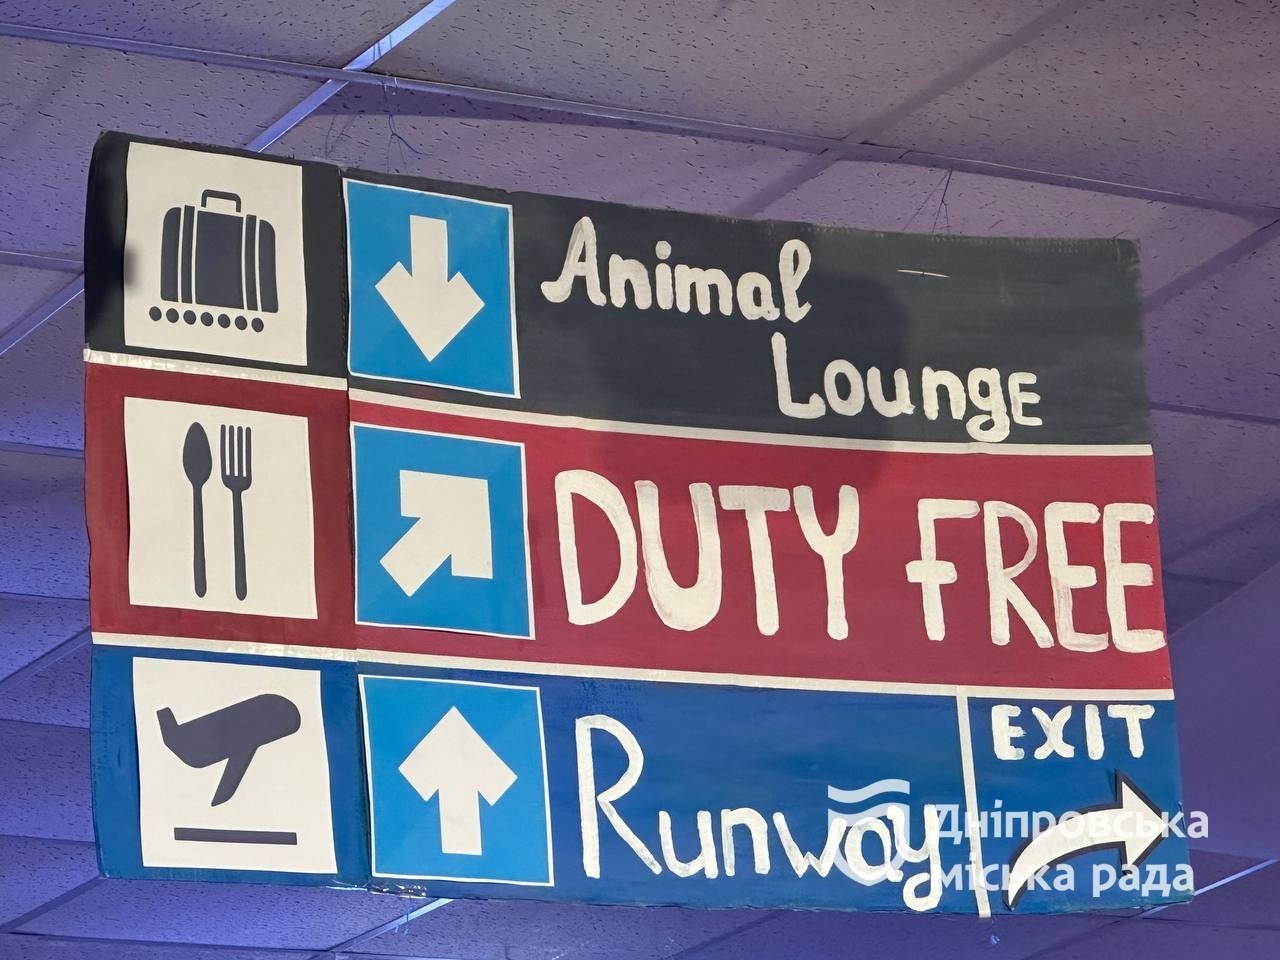 Animal
Lounge
DUTY FREE
EXIT
Runway
Дніпровська
міська рада